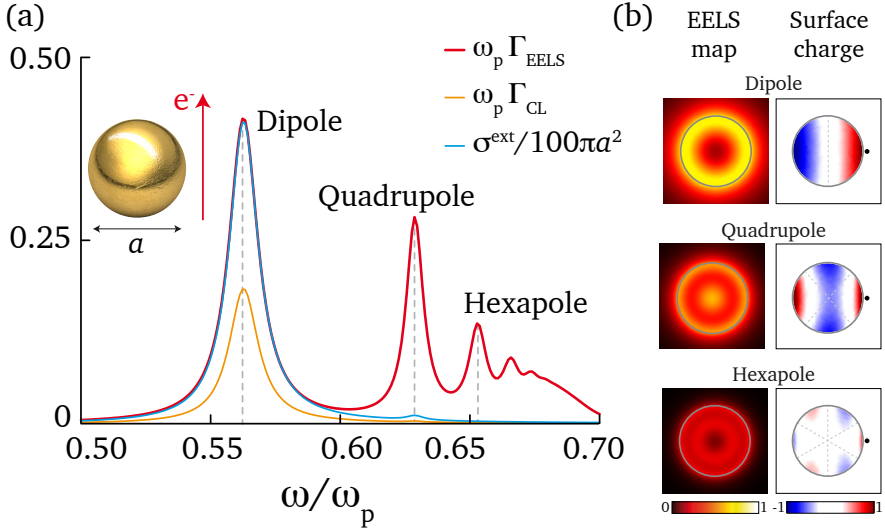 (a)
0.50
0.25
0
0.50
0.55
0.60
0.65
0.70
ω/ωp
e-
a
Dipole
Quadrupole
Hexapole
ωp ΓEELS
ωp ΓCL
σext/100πa2
(b)
EELS
map
Surface
charge
Dipole
Quadrupole
Hexapole
0
1
-1
1